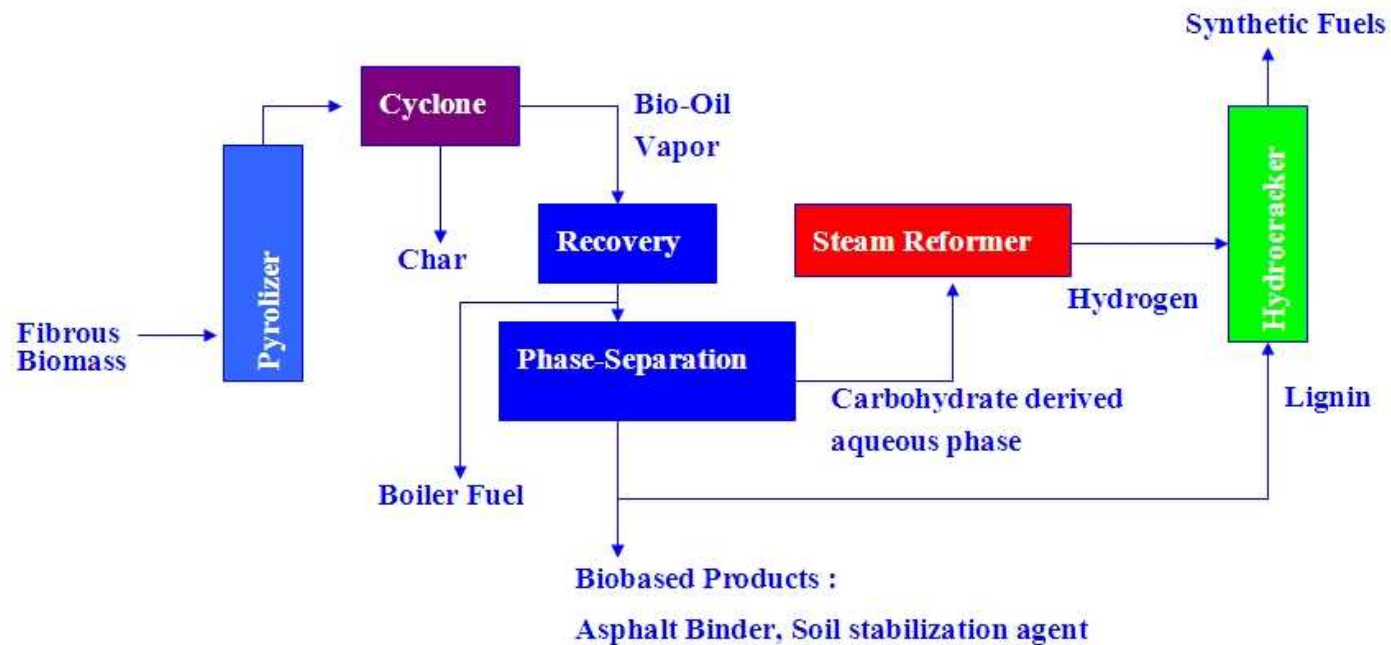 Synthetic Fuels
Cyclone
Bio-Oil
Vapor
Pyrolizer
Hydrocracker
Recovery
Steam Reformer
Char
Hydrogen
Fibrous
Biomass
Phase-Separation
Carbohydrate derived
aqueous phase
Lignin
Boiler Fuel
Biobased Products :
Asphalt Binder, Soil stabilization agent